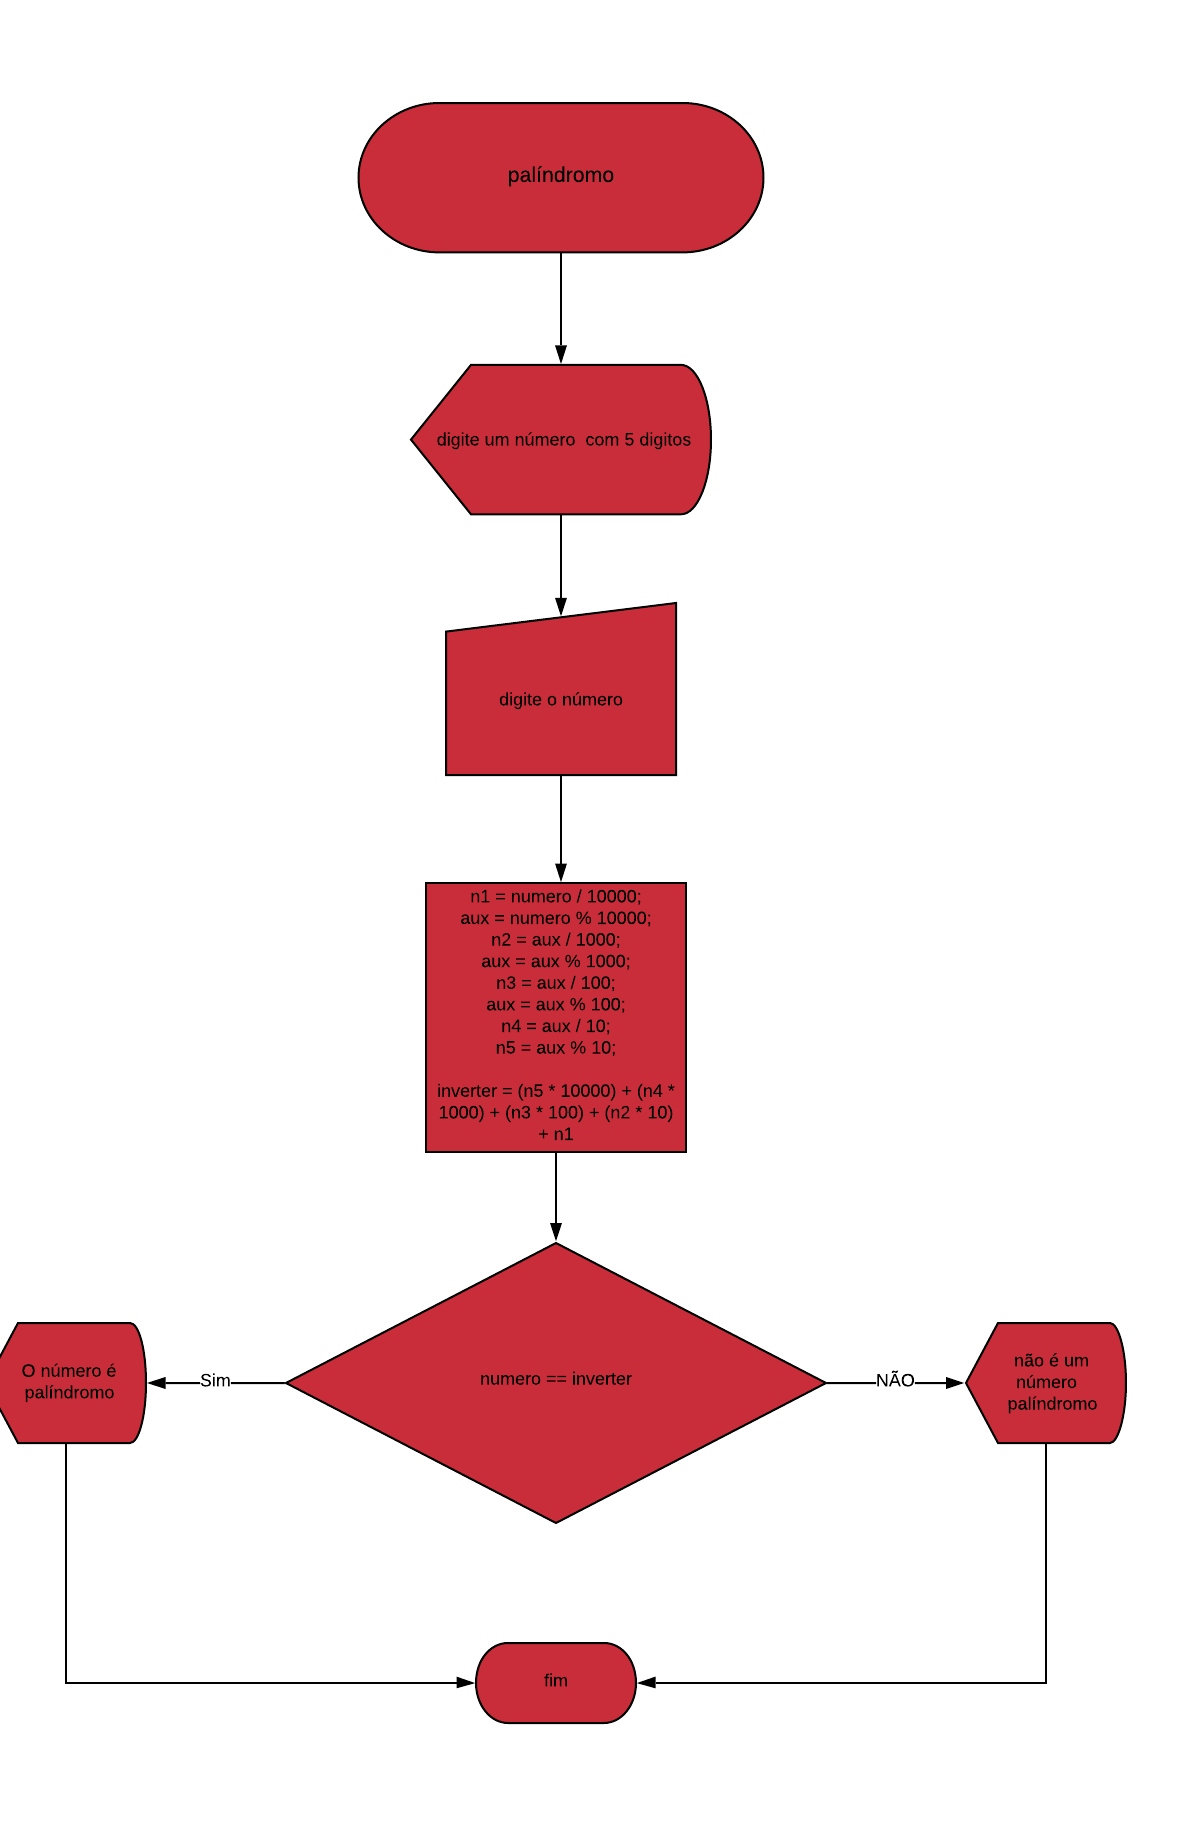 palíndromo
digite um número  com 5 digitos
digite o número
n1 = numero / 10000;
aux = numero % 10000;
n2 = aux / 1000;
aux = aux % 1000;
n3 = aux / 100;
aux = aux % 100;
n4 = aux / 10;
n5 = aux % 10;
inverter = (n5 * 10000) + (n4 *
1000) + (n3 * 100) + (n2 * 10)
+ n1
numero == inverter
Sim
NÃO
O número é
palíndromo
não é um
número
palíndromo
fim